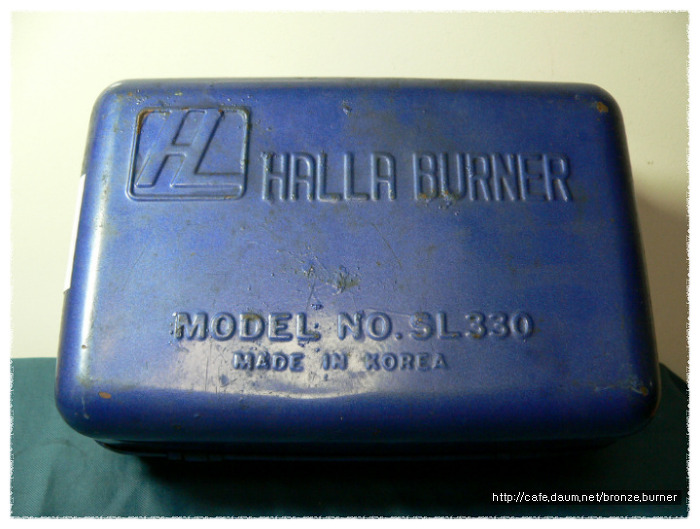 HL HALLA BURNER
MODEL NO. SL330
MADE IN KOREA
http://cafe.daum.net/bronze.burner